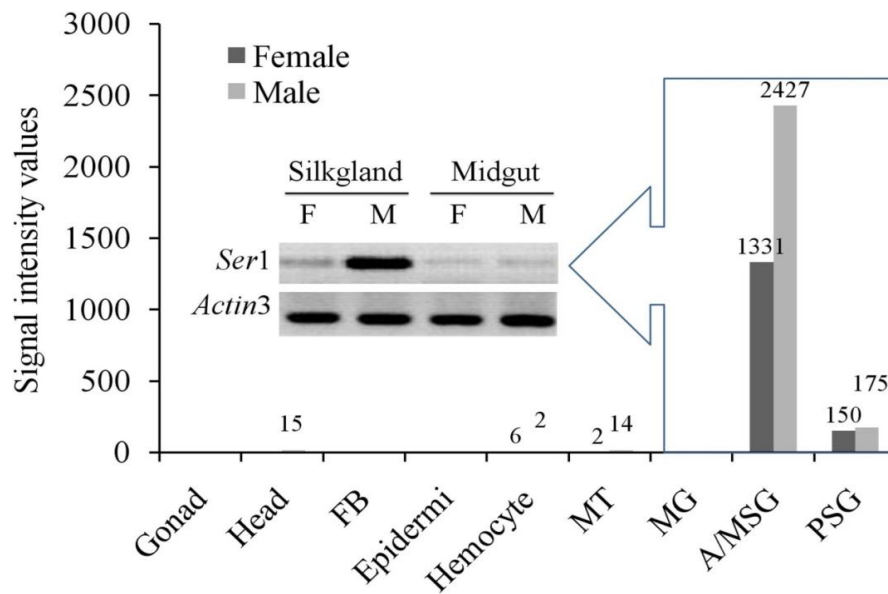 Signal intensity values
3000
2500
2000
1500
1000
500
0
Female
Male
Silkgland Midgut
F M F M
Ser1
Actin3
15
6
2
2
14
1331
2427
150
175
Gonad
Head
FB
Epidermi
Hemocyte
MT
MG
A/MSG
PSG